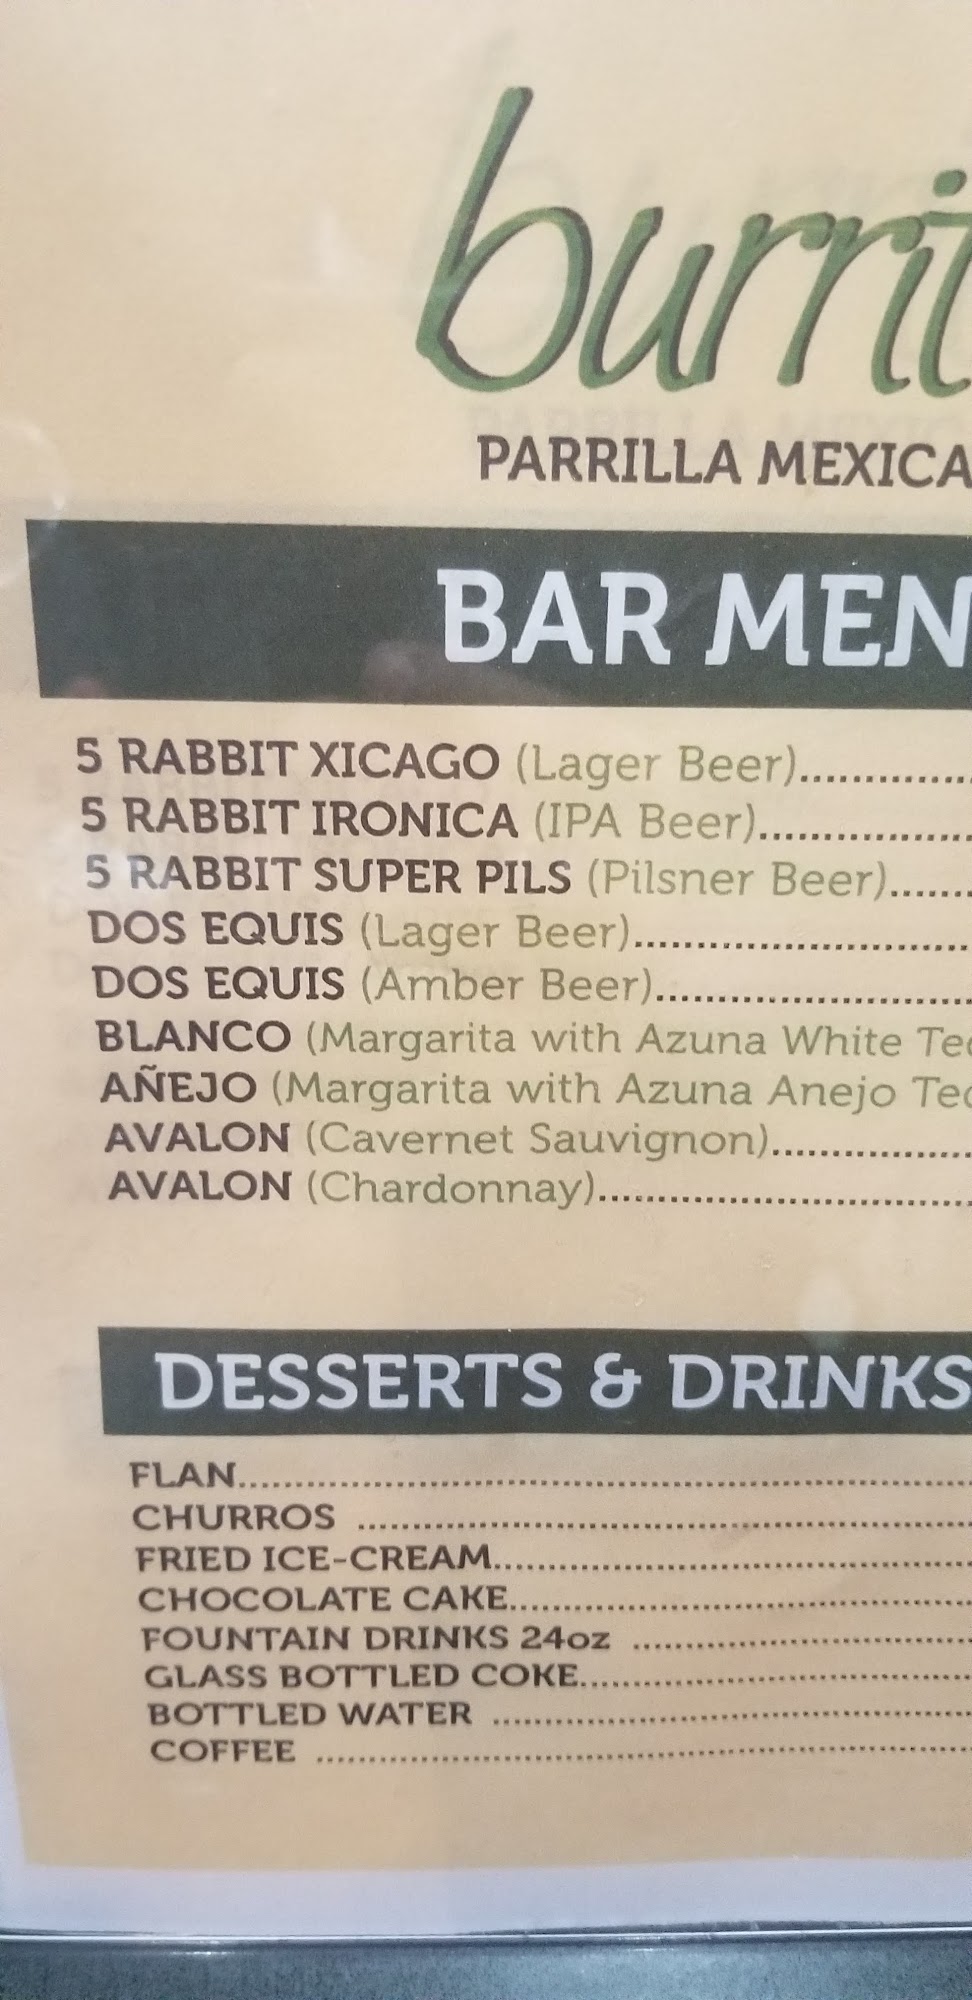 burrit
PARRILLA MEXICA
BAR MEN
5 RABBIT XICAGO (Lager Beer)..............
5 RABBIT IRONICA (IPA Beer)..................
5 RABBIT SUPER PILS (Pilsner Beer).......
DOS EQUIS (Lager Beer)............................
DOS EQUIS (Amber Beer)..........................
BLANCO (Margarita with Azuna White Teq
AÑEJO (Margarita with Azuna Anejo Teq
AVALON (Cavernet Sauvignon)................
AVALON (Chardonnay)..............................
DESSERTS & DRINKS
FLAN.......................................................
CHURROS ..............................................
FRIED ICE-CREAM....................................
CHOCOLATE CAKE..................................
FOUNTAIN DRINKS 24oz .........................
GLASS BOTTLED COKE............................
BOTTLED WATER ....................................
COFFEE ..................................................